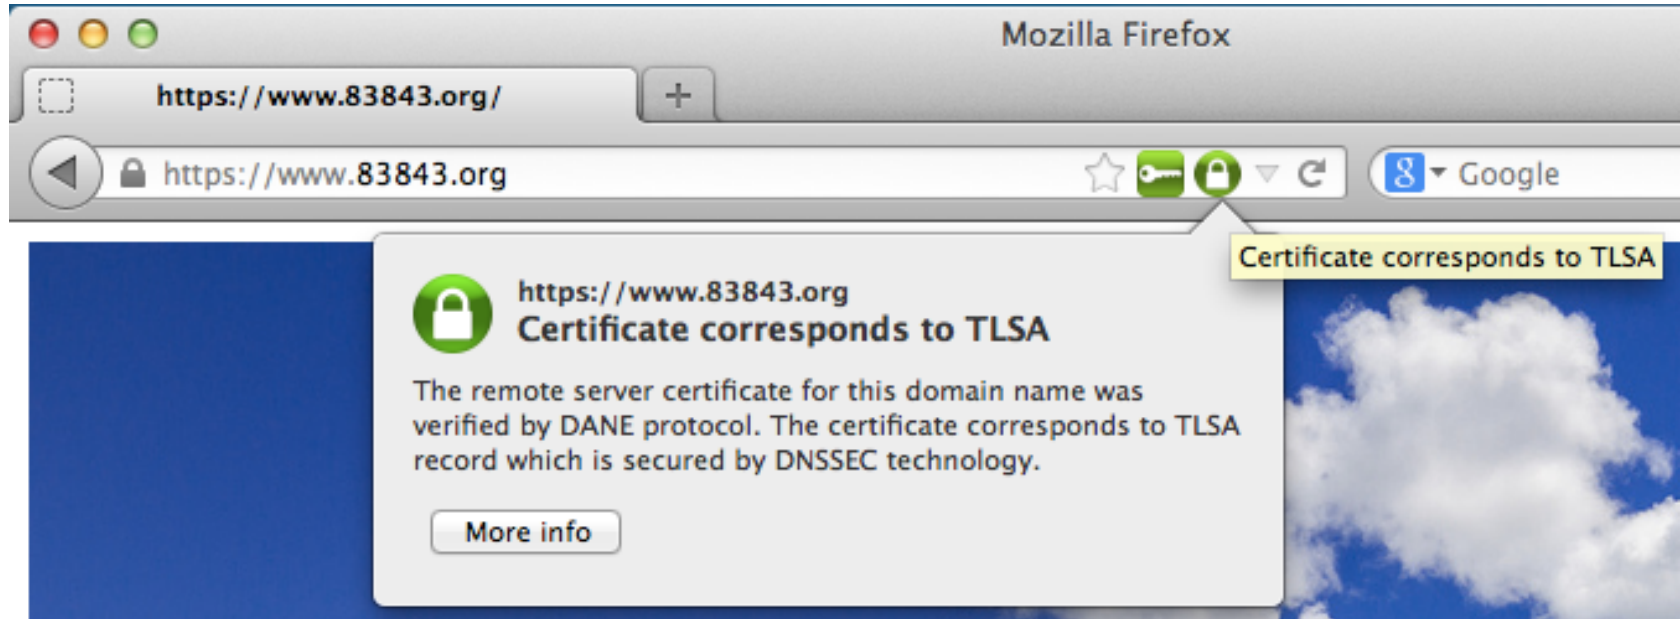 Mozilla Firefox
https://www.83843.org/
https://www.83843.org
Google
Certificate corresponds to TLSA
https://www.83843.org
Certificate corresponds to TLSA
The remote server certificate for this domain name was
verified by DANE protocol. The certificate corresponds to TLSA
record which is secured by DNSSEC technology.
More info